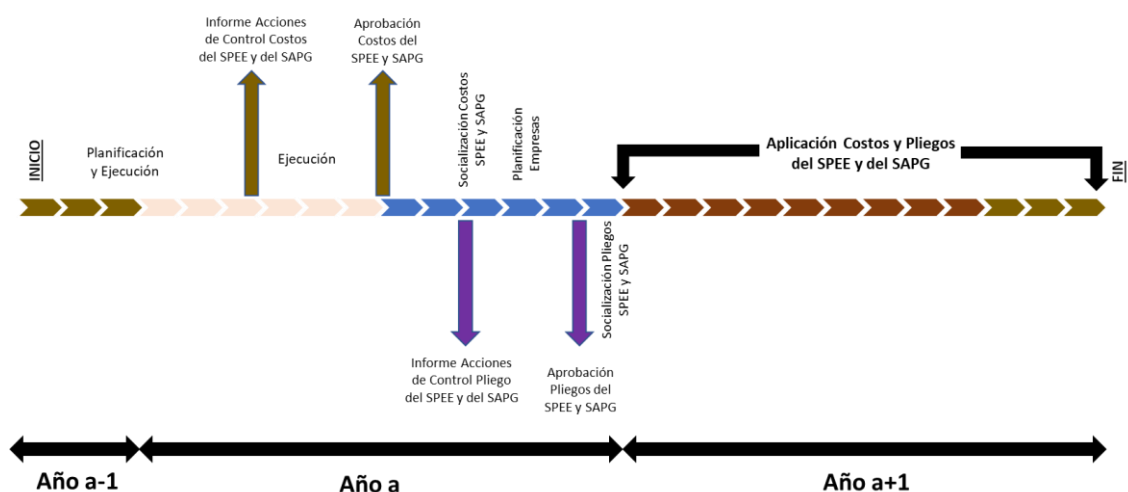 Informe Acciones
de Control Costos
del SPEE y del SAPG
Aprobación
Costos del
SPEE y SAPG
INICIO
Planificación
y Ejecución
Ejecución
Socialización Costos
SPEE y SAPG
Planificación
Empresas
Aplicación Costos y Pliegos
del SPEE y del SAPG
FIN
Informe Acciones
de Control Pliego
del SPEE y del SAPG
Aprobación
Pliegos del
SPEE y SAPG
Socialización Pliegos
SPEE y SAPG
Año a-1
Año a
Año a+1